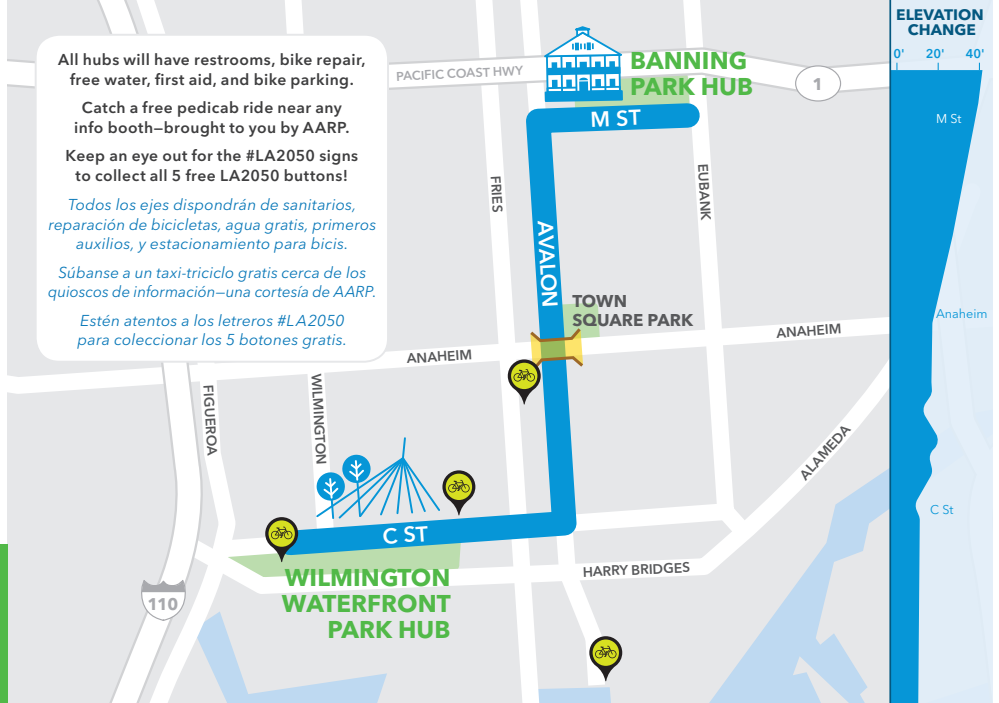 All hubs will have restrooms, bike repair,
free water, first aid, and bike parking.
Catch a free pedicab ride near any
info booth—brought to you by AARP.
Keep an eye out for the #LA2050 signs
to collect all 5 free LA2050 buttons!
Todos los ejes dispondrán de sanitarios,
reparación de bicicletas, agua gratis, primeros
auxilios, y estacionamiento para bicis.
Súbanse a un taxi-triciclo gratis cerca de los
quioscos de información—una cortesía de AARP.
Estén atentos a los letreros #LA2050
para coleccionar los 5 botones gratis.
PACIFIC COAST HWY
BANNING
PARK HUB
1
M ST
FRIES
EUBANK
AVALON
TOWN
SQUARE PARK
ANAHEIM
ANAHEIM
FIGUEROA
WILMINGTON
ALAMEDA
C ST
HARRY BRIDGES
WILMINGTON
WATERFRONT
PARK HUB
110
ELEVATION
CHANGE
0' 20' 40'
M St
Anaheim
C St